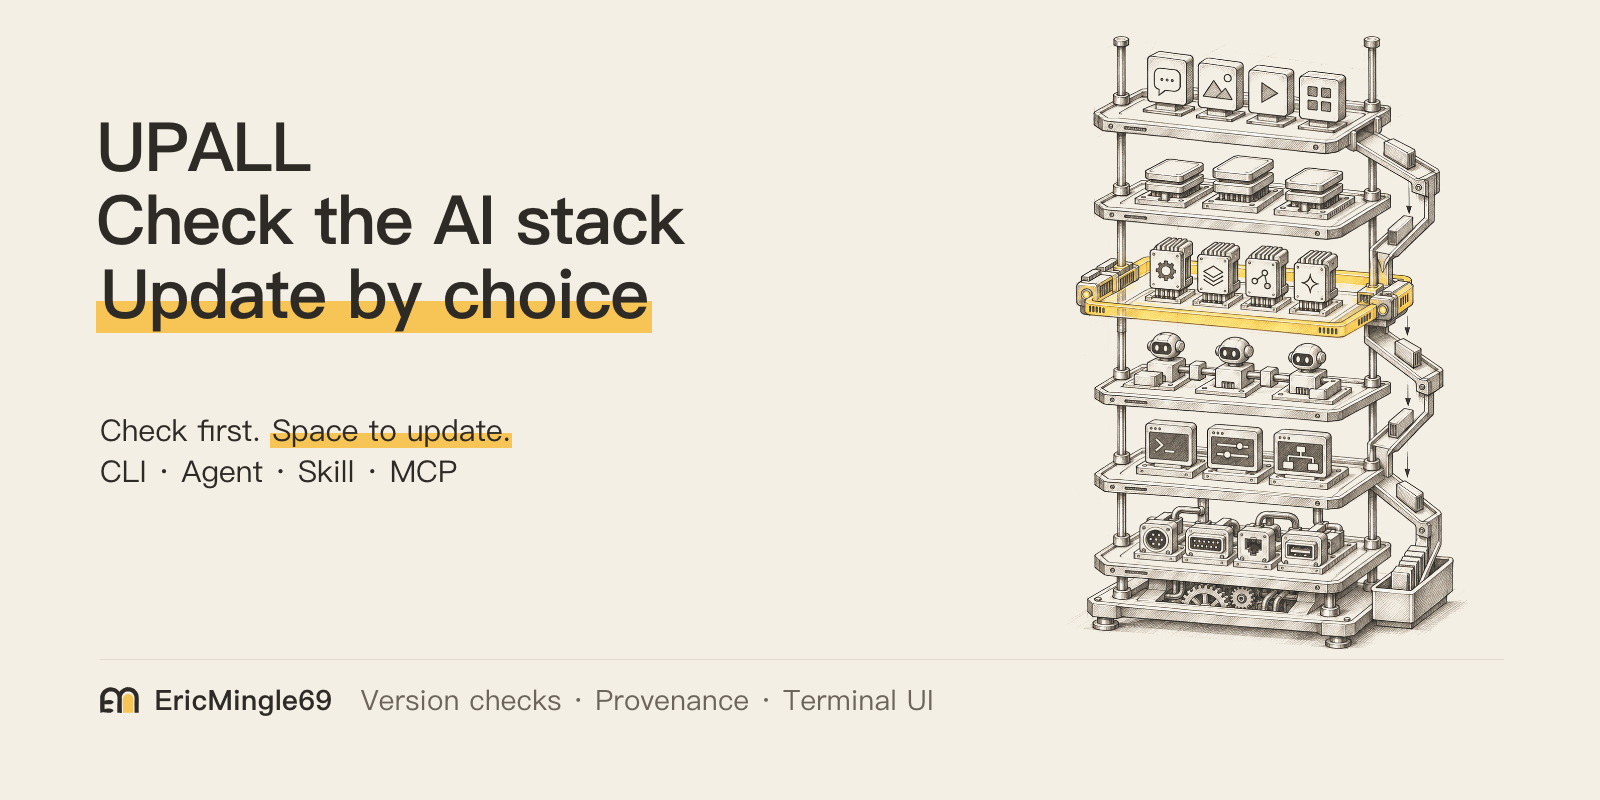 UPALL
Check the AI stack
Update by choice
Check first. Space to update.
CLI · Agent · Skill · MCP
EricMingle69 Version checks · Provenance · Terminal UI